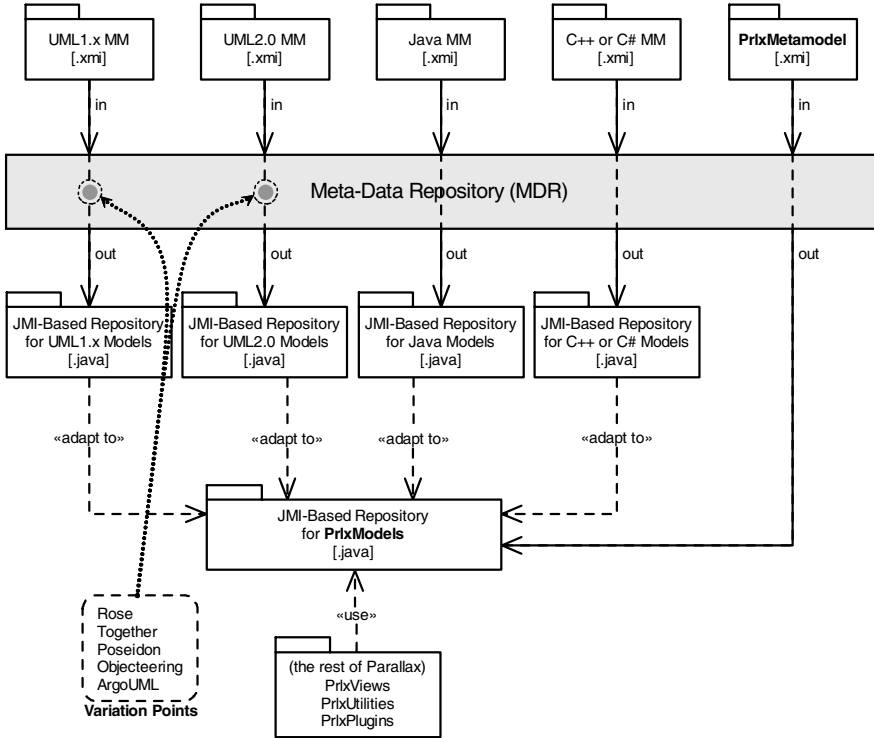 UML1.x MM
[.xmi]
UML2.0 MM
[.xmi]
Java MM
[.xmi]
C++ or C# MM
[.xmi]
PrlxMetamodel
[.xmi]
in
in
in
in
in
Meta-Data Repository (MDR)
out
out
out
out
out
JMI-Based Repository
for UML1.x Models
[.java]
JMI-Based Repository
for UML2.0 Models
[.java]
JMI-Based Repository
for Java Models
[.java]
JMI-Based Repository
for C++ or C# Models
[.java]
«adapt to»
«adapt to»
«adapt to»
«adapt to»
JMI-Based Repository
for PrlxModels
[.java]
«use»
Rose
Together
Poseidon
Objecteering
ArgoUML
Variation Points
(the rest of Parallax)
PrlxViews
PrlxUtilities
PrlxPlugins